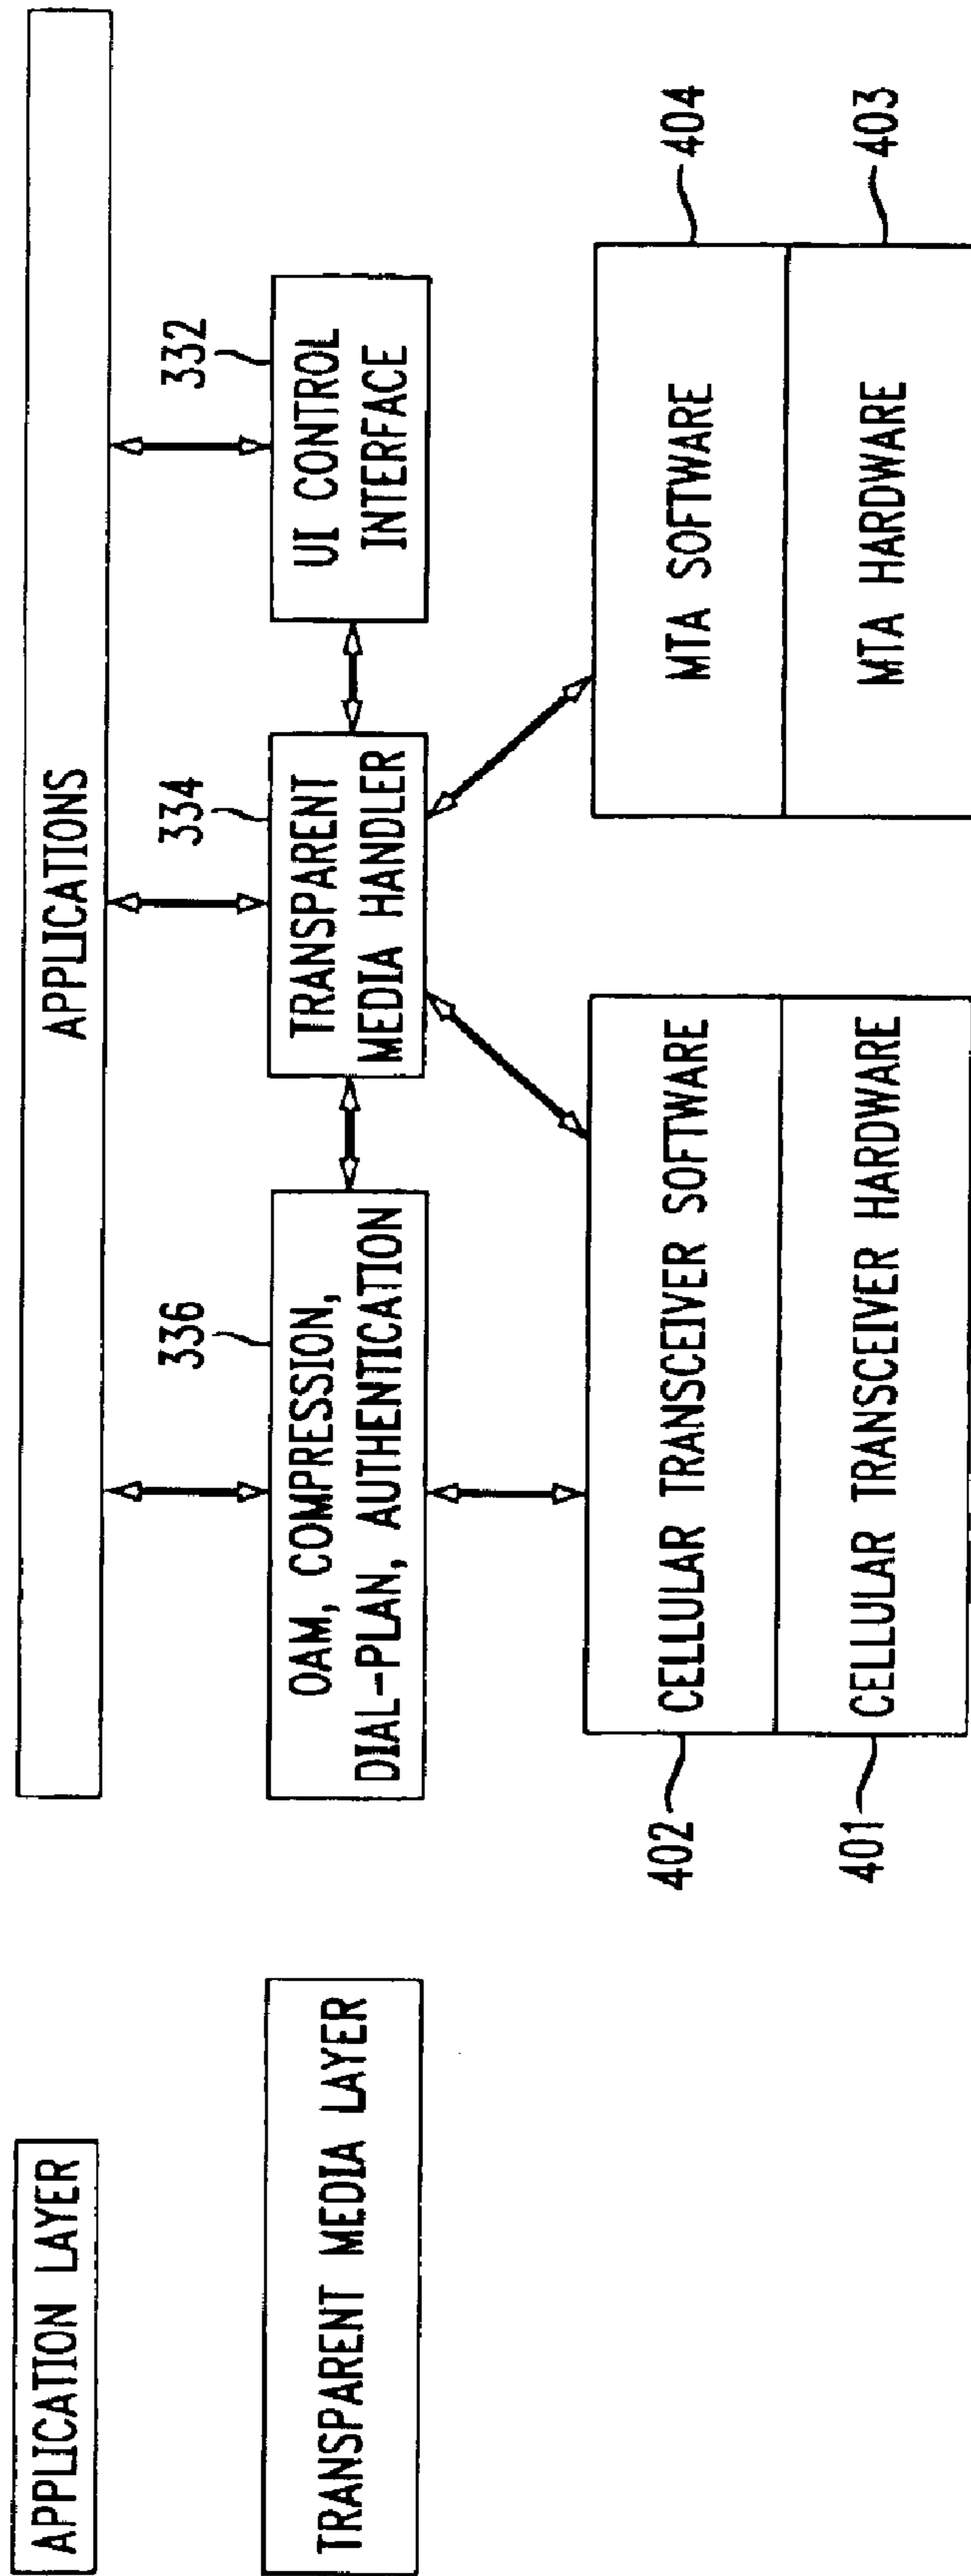 APPLICATION LAYER
APPLICATIONS
TRANSPARENT MEDIA LAYER
336
OAM, COMPRESSION,
DIAL-PLAN, AUTHENTICATION
334
TRANSPARENT
MEDIA HANDLER
332
UI CONTROL
INTERFACE
402
CELLULAR TRANSCEIVER SOFTWARE
MTA SOFTWARE
404
401
CELLULAR TRANSCEIVER HARDWARE
MTA HARDWARE
403